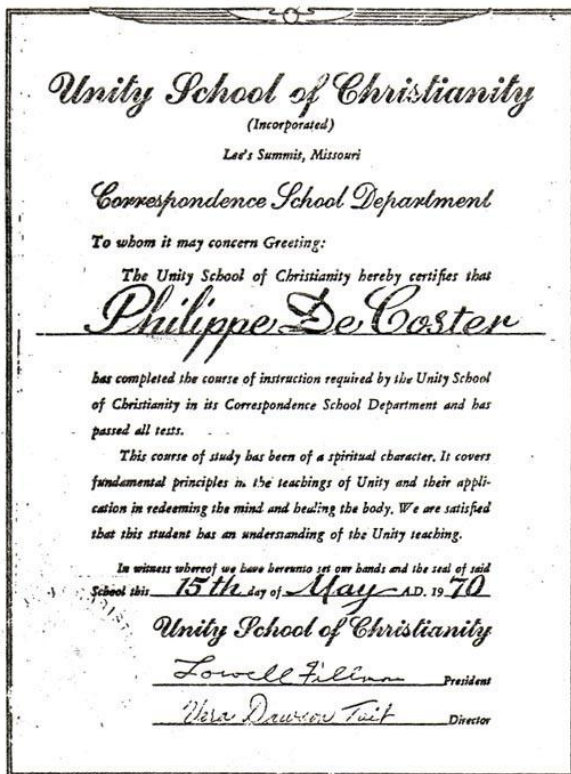 Unity School of Christianity
(Incorporated)
Lee's Summit, Missouri
Correspondence School Department
To whom it may concern Greeting:
The Unity School of Christianity hereby certifies that
Philippe De Coster
has completed the course of instruction required by the Unity School
of Christianity in its Correspondence School Department and has
passed all tests.
This course of study has been of a spiritual character. It covers
fundamental principles in the teachings of Unity and their appli-
cation in redeeming the mind and healing the body. We are satisfied
that this student has an understanding of the Unity teaching.
In witness whereof we have hereunto set our hands and the seal of said
School this 15th day of May A.D. 1970
Unity School of Christianity
Lowell Fillmore President
Vera Dawson Tait Director